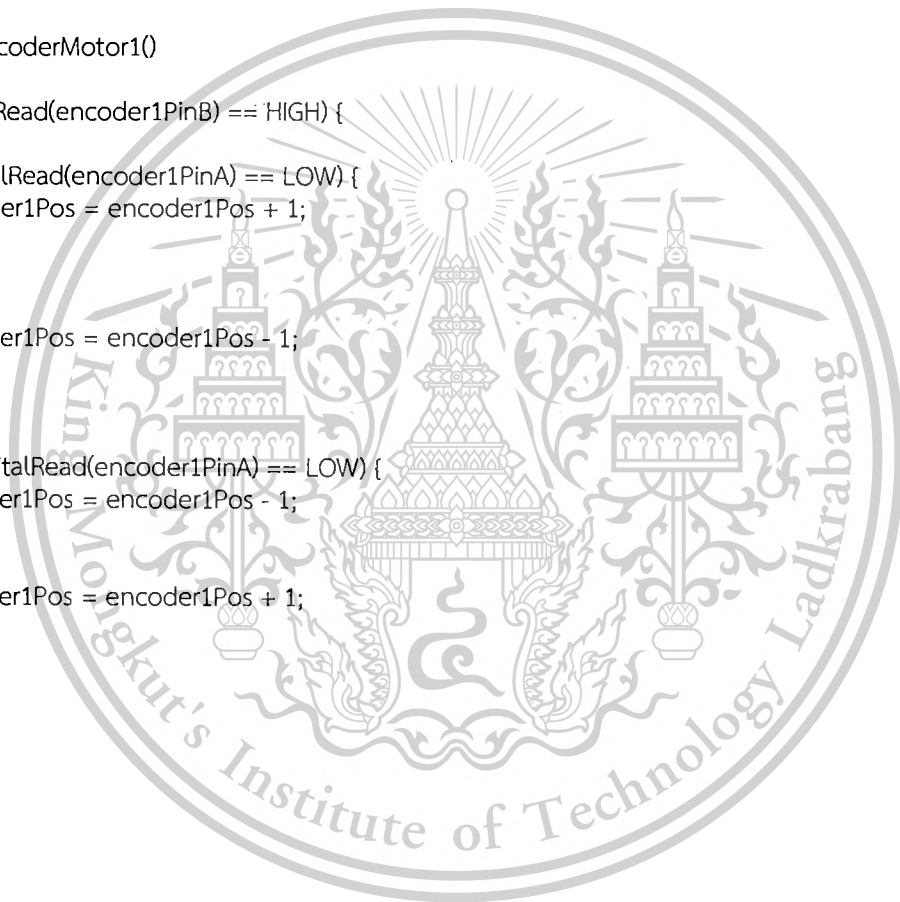 coderMotor1()
Read(encoder1PinB) == HIGH) {
lRead(encoder1PinA) == LOW) {
er1Pos = encoder1Pos + 1;
er1Pos = encoder1Pos - 1;
talRead(encoder1PinA) == LOW) {
er1Pos = encoder1Pos - 1;
er1Pos = encoder1Pos + 1;
King Mongkut's Institute of Technology Ladkrabang